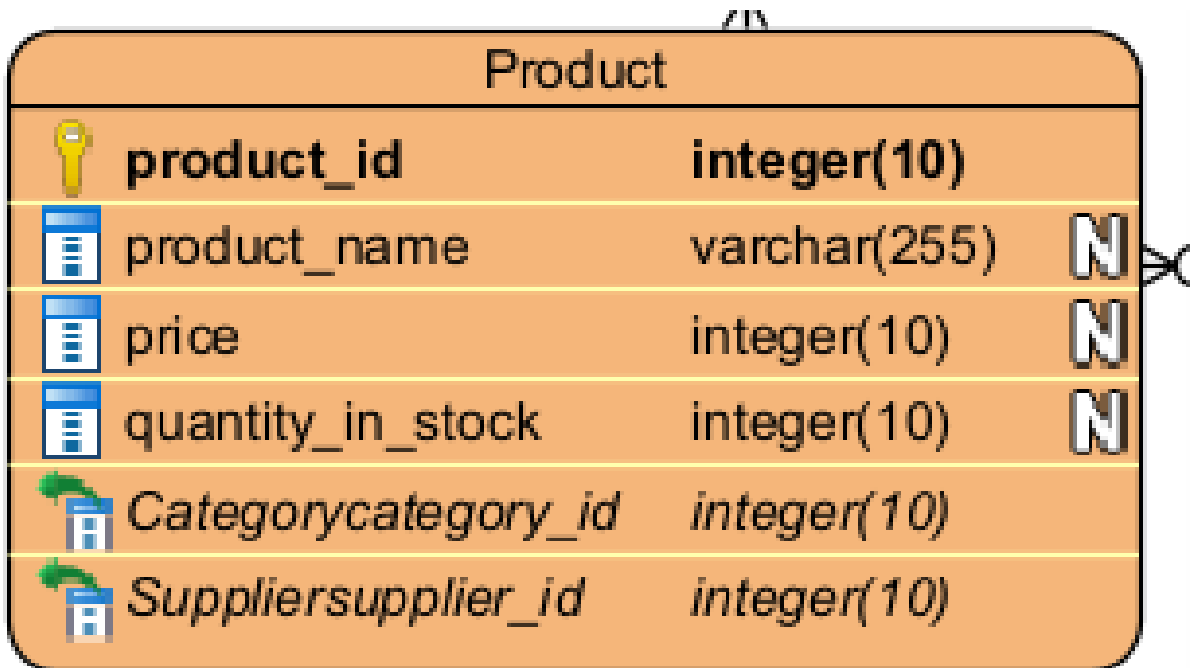 Product
product_id integer(10)
product_name varchar(255) N
price integer(10) N
quantity_in_stock integer(10) N
Categorycategory_id integer(10)
Suppliersupplier_id integer(10)